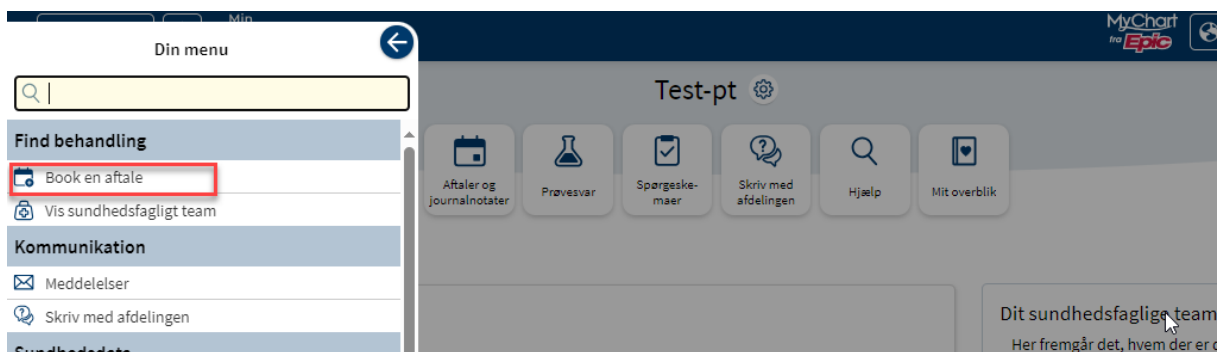 Min
Din menu
Find behandling
Book en aftale
Vis sundhedsfagligt team
Kommunikation
Meddelelser
Skriv med afdelingen
Sundhedsdata
MyChart
fra Epic
Test-pt
Aftaler og
journalnotater
Prøvesvar
Spørgeske-
maer
Skriv med
afdelingen
Hjælp
Mit overblik
Dit sundhedsfaglige team
Her fremgår det, hvem der er